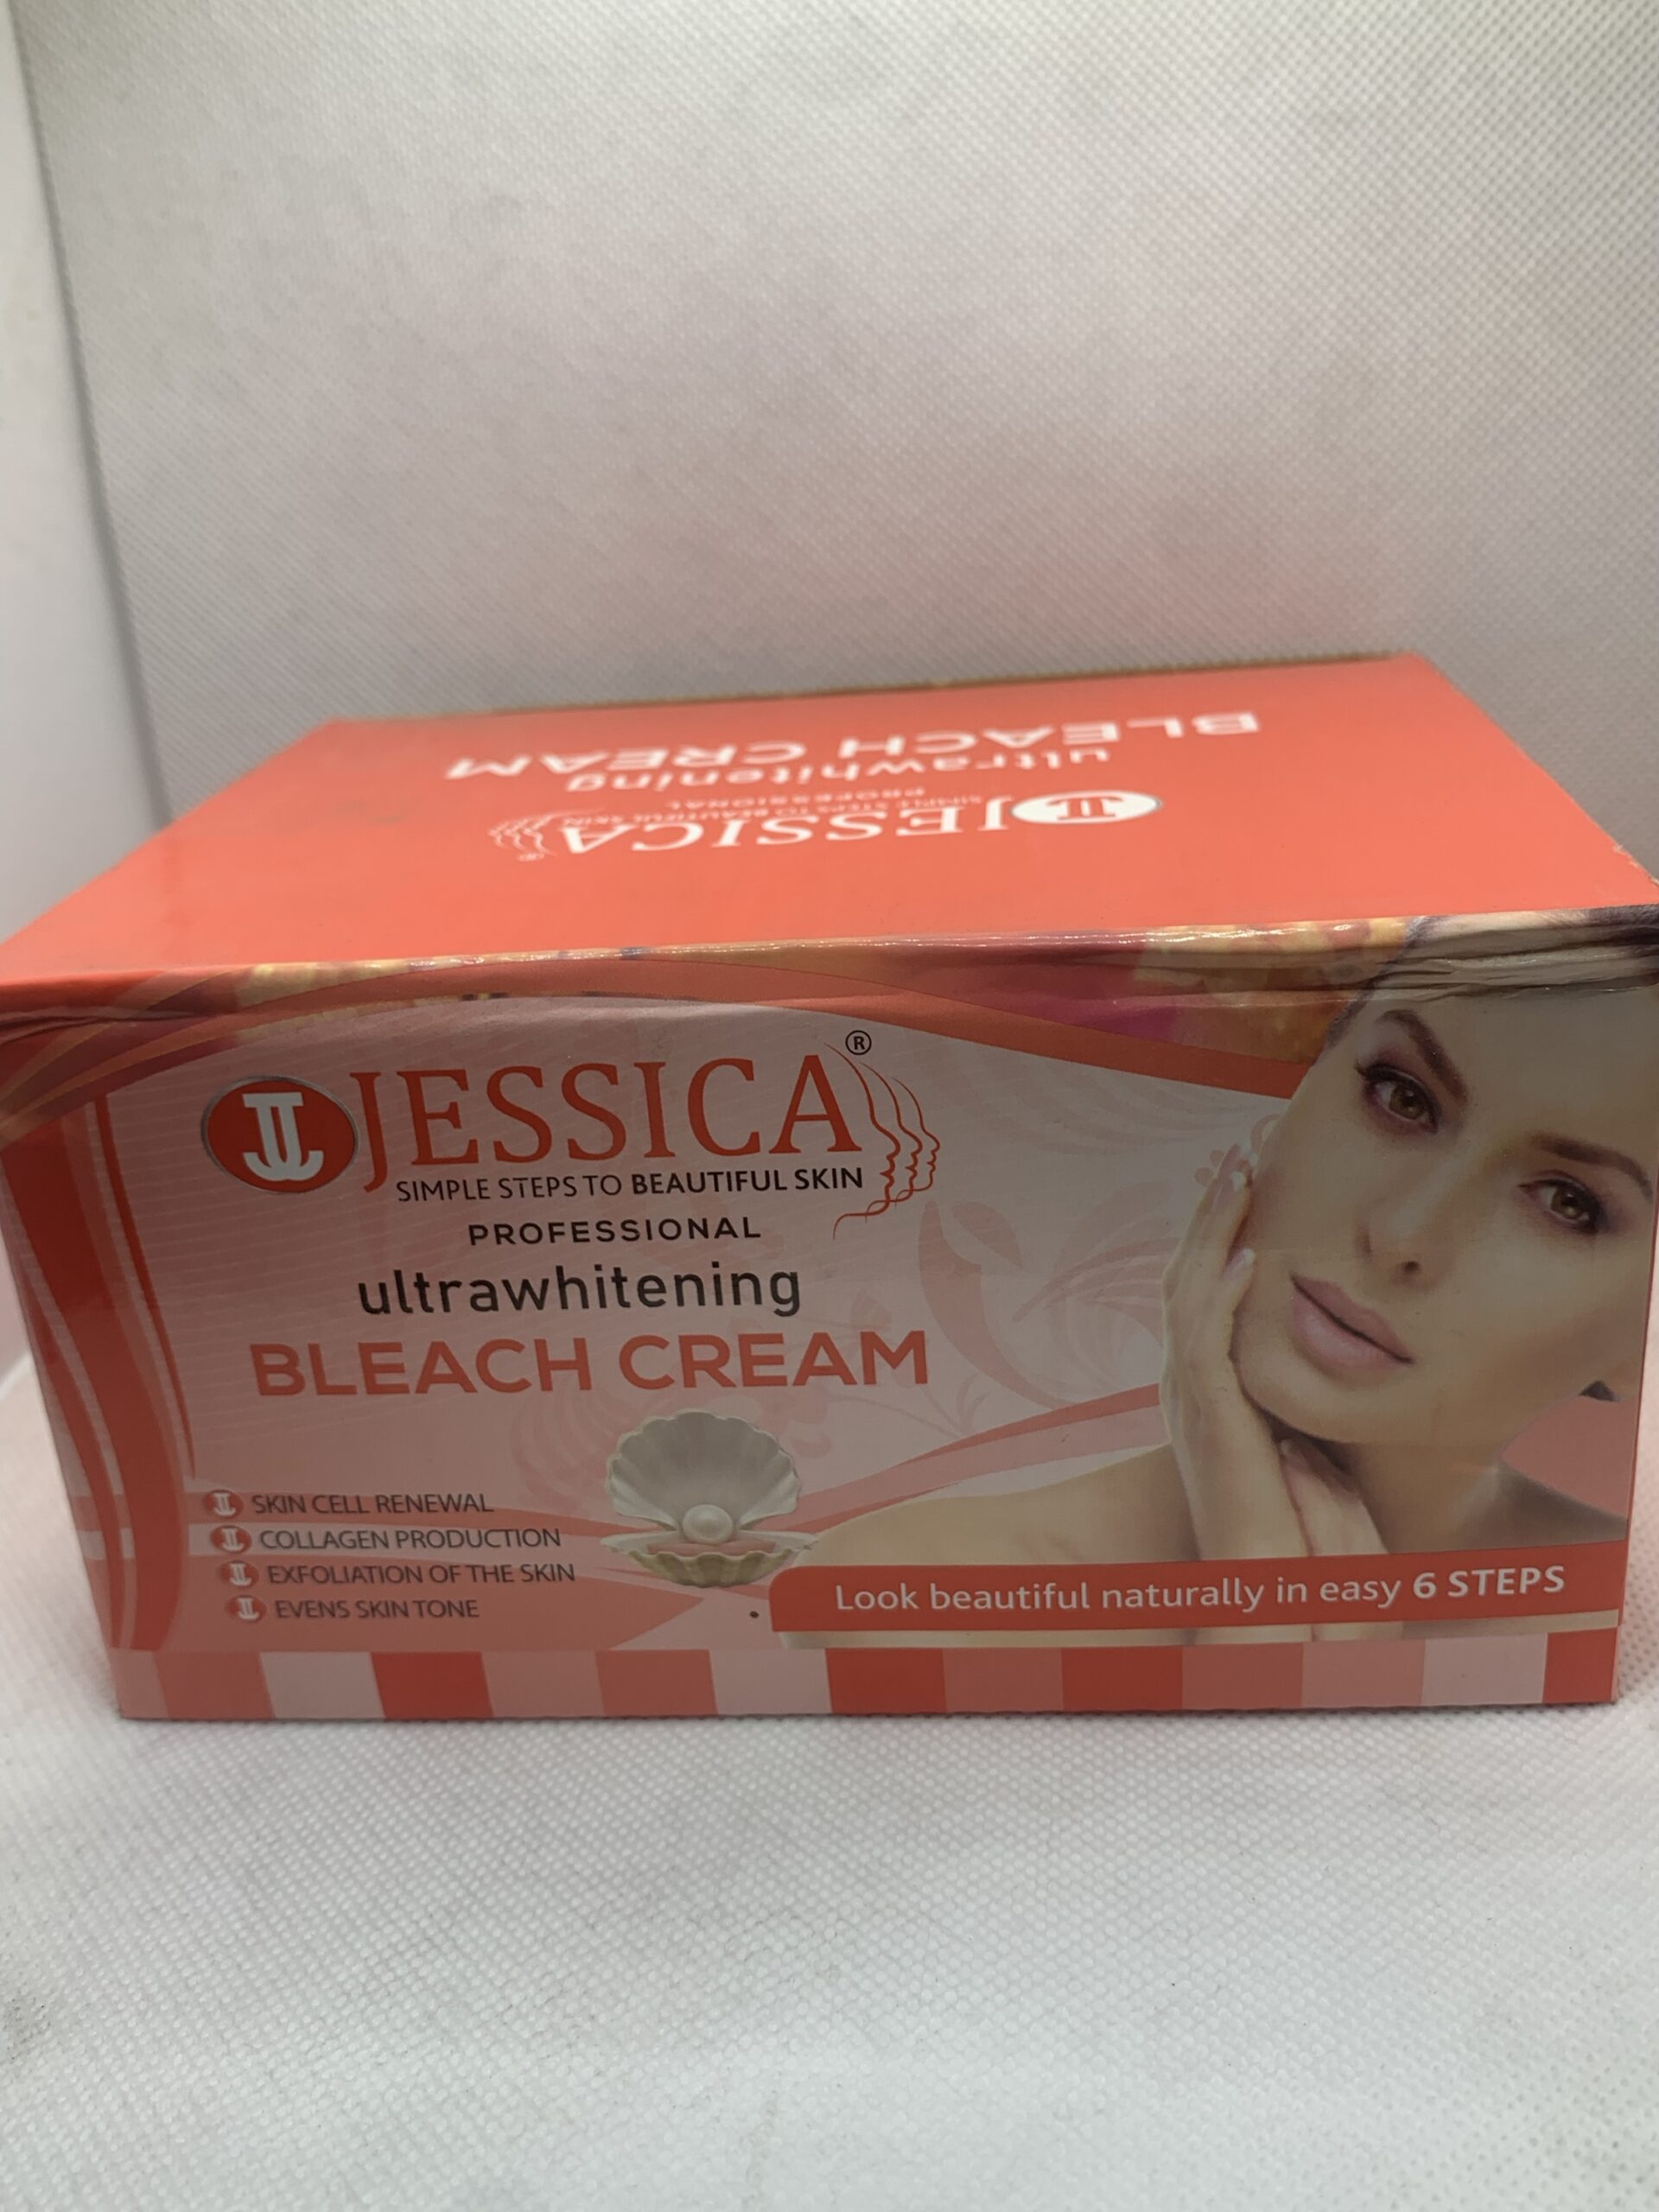 BLEACH CREAM
ultrawhitening
PROFESSIONAL
SIMPLE STEPS TO BEAUTIFUL SKIN
JESSICA ®
JESSICA ®
SIMPLE STEPS TO BEAUTIFUL SKIN
PROFESSIONAL
ultrawhitening
BLEACH CREAM
SKIN CELL RENEWAL
COLLAGEN PRODUCTION
EXFOLIATION OF THE SKIN
EVENS SKIN TONE
Look beautiful naturally in easy 6 STEPS